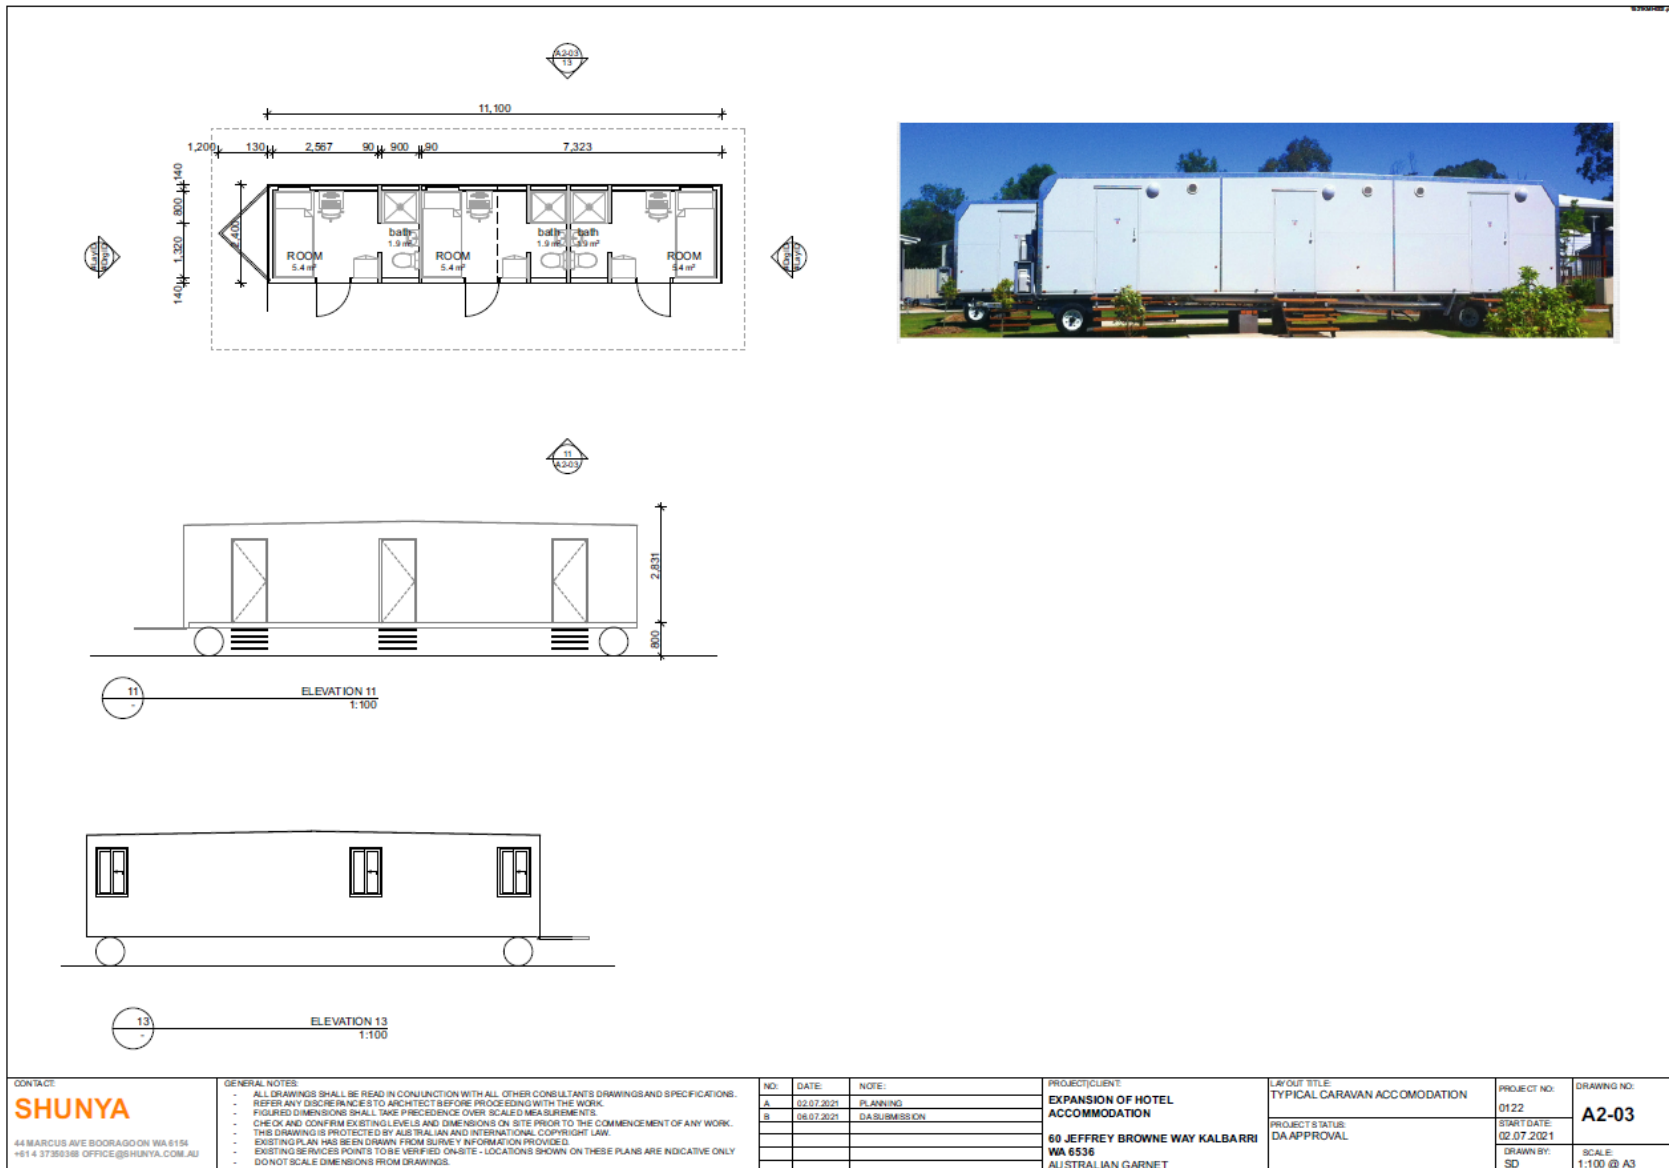 A2-03
13
11,100
1,200 130 2,567 90 900 90 7,323
140
800
1,320
140
2,400
bath
1.9 m²
bath
1.9 m²
bath
ROOM
5.4 m²
ROOM
5.4 m²
ROOM
5.4 m²
11
A2-03
2,831
800
11
-
ELEVATION 11
1:100
13
-
ELEVATION 13
1:100
CONTACT:
SHUNYA
44 MARCUS AVE BOORAGOON WA 6154
+61 4 37350368 OFFICE@SHUNYA.COM.AU
GENERAL NOTES:
- ALL DRAWINGS SHALL BE READ IN CONJUNCTION WITH ALL OTHER CONSULTANTS DRAWINGS AND SPECIFICATIONS.
- REFER ANY DISCREPANCIES TO ARCHITECT BEFORE PROCEEDING WITH THE WORK.
- FIGURED DIMENSIONS SHALL TAKE PRECEDENCE OVER SCALED MEASUREMENTS.
- CHECK AND CONFIRM EXISTING LEVELS AND DIMENSIONS ON SITE PRIOR TO THE COMMENCEMENT OF ANY WORK.
- THIS DRAWING IS PROTECTED BY AUSTRALIAN AND INTERNATIONAL COPYRIGHT LAW.
- EXISTING PLAN HAS BEEN DRAWN FROM SURVEY INFORMATION PROVIDED.
- EXISTING SERVICES POINTS TO BE VERIFIED ON-SITE - LOCATIONS SHOWN ON THESE PLANS ARE INDICATIVE ONLY
- DO NOT SCALE DIMENSIONS FROM DRAWINGS.
NO: DATE: NOTE:
A 02.07.2021 PLANNING
B 06.07.2021 DA SUBMISSION
PROJECT|CLIENT:
EXPANSION OF HOTEL
ACCOMMODATION
60 JEFFREY BROWNE WAY KALBARRI
WA 6536
AUSTRALIAN GARNET
LAYOUT TITLE:
TYPICAL CARAVAN ACCOMODATION
PROJECT STATUS:
DA APPROVAL
PROJECT NO:
0122
START DATE:
02.07.2021
DRAWN BY:
SD
DRAWING NO:
A2-03
SCALE:
1:100 @ A3